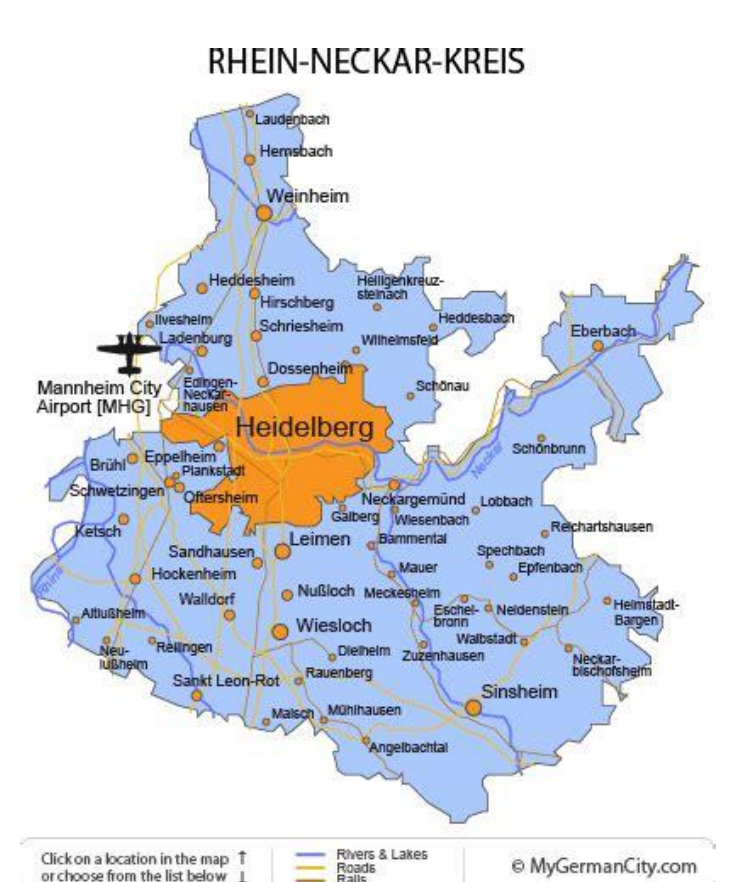 RHEIN-NECKAR-KREIS
Laudenbach
Hemsbach
Weinheim
Heddesheim
Heiligenkreuz-
steinach
Hirschberg
Ilvesheim
Heddesbach
Schriesheim
Eberbach
Ladenburg
Wilhelmsfeld
Mannheim City
Airport [MHG]
Dossenheim
Edingen-
Neckar-
hausen
Schönau
Heidelberg
Schönbrunn
Neckar
Eppelheim
Brühl
Plankstadt
Schwetzingen
Oftersheim
Neckargemünd
Lobbach
Gaiberg
Wiesenbach
Ketsch
Reichartshausen
Leimen
Bammental
Sandhausen
Spechbach
Epfenbach
Hockenheim
Mauer
Rhine
Nußloch
Meckesheim
Walldorf
Eschel-
bronn
Neidenstein
Helmstadt-
Bargen
Altlußheim
Wiesloch
Waibstadt
Neu-
lußheim
Reilingen
Dielheim
Zuzenhausen
Neckar-
bischofsheim
Sankt Leon-Rot
Rauenberg
Sinsheim
Malsch
Mühlhausen
Angelbachtal
Click on a location in the map ↑
or choose from the list below ↓
Rivers & Lakes
Roads
Rails
© MyGermanCity.com